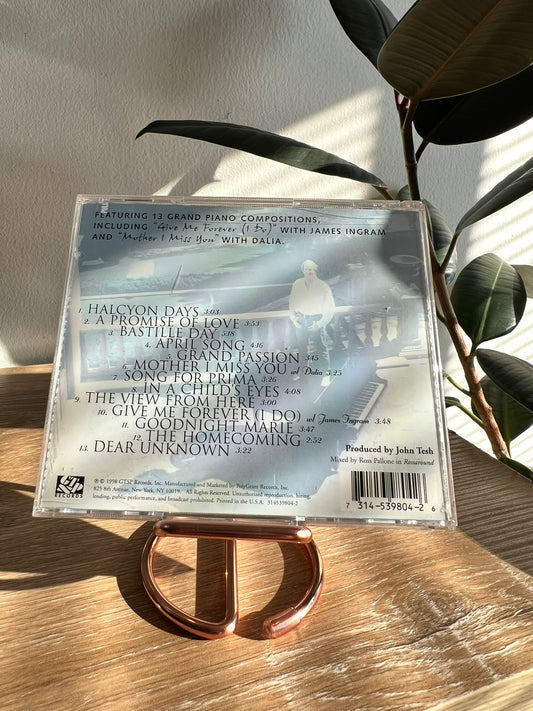 FEATURING 13 GRAND PIANO COMPOSITIONS,
INCLUDING "Give Me Forever (I Do)" WITH JAMES INGRAM
AND "Mother I Miss You" WITH DALIA.
1. HALCYON DAYS 3:03
2. A PROMISE OF LOVE 3:53
3. BASTILLE DAY 5:18
4. APRIL SONG 4:16
5. GRAND PASSION 3:15
6. MOTHER I MISS YOU w/ Dalia 3:25
7. SONG FOR PRIMA 3:26
8. IN A CHILD'S EYES 4:08
9. THE VIEW FROM HERE 3:00
10. GIVE ME FOREVER (I DO) w/ James Ingram 3:48
11. GOODNIGHT MARIE 3:47
12. THE HOMECOMING 2:52
13. DEAR UNKNOWN 3:22
Produced by John Tesh
Mixed by Ross Pallone in Rossaround
RECORDS
℗ © 1998 GTSP Records, Inc. Manufactured and Marketed by PolyGram Records, Inc.
825 8th Avenue, New York, NY 10019. All Rights Reserved. Unauthorized reproduction, hiring,
lending, public performance, and broadcast prohibited. Printed in the U.S.A. 314539804-2
7 314-539804-2 6